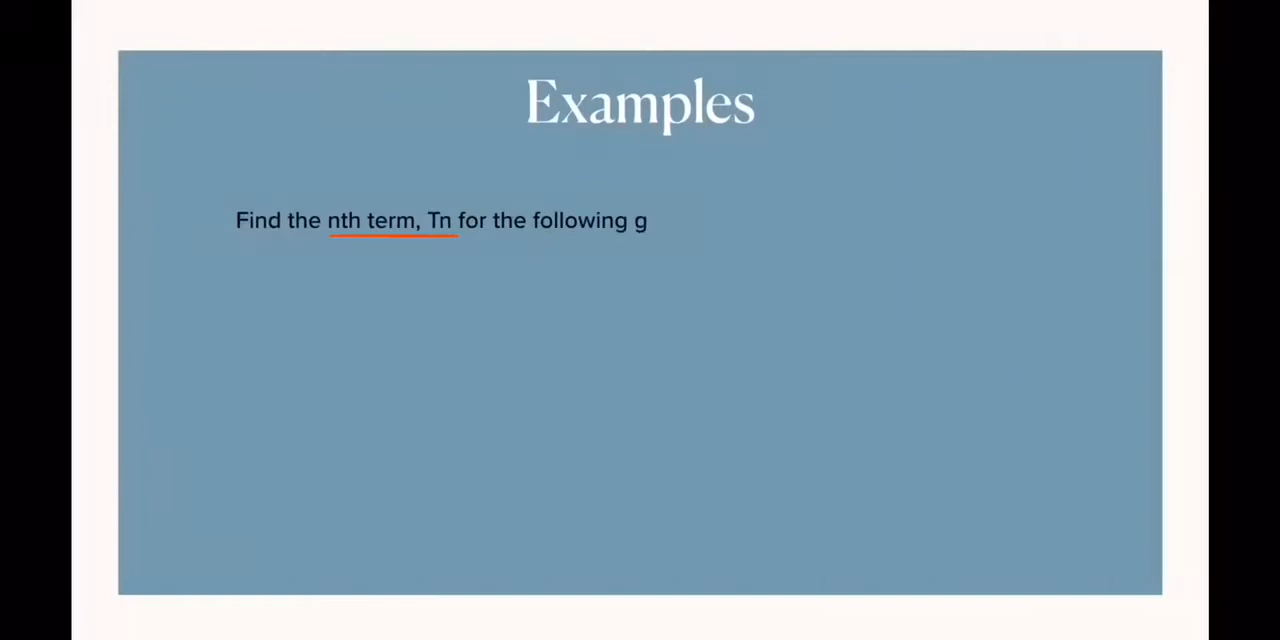 Examples
Find the nth term, Tn for the following g